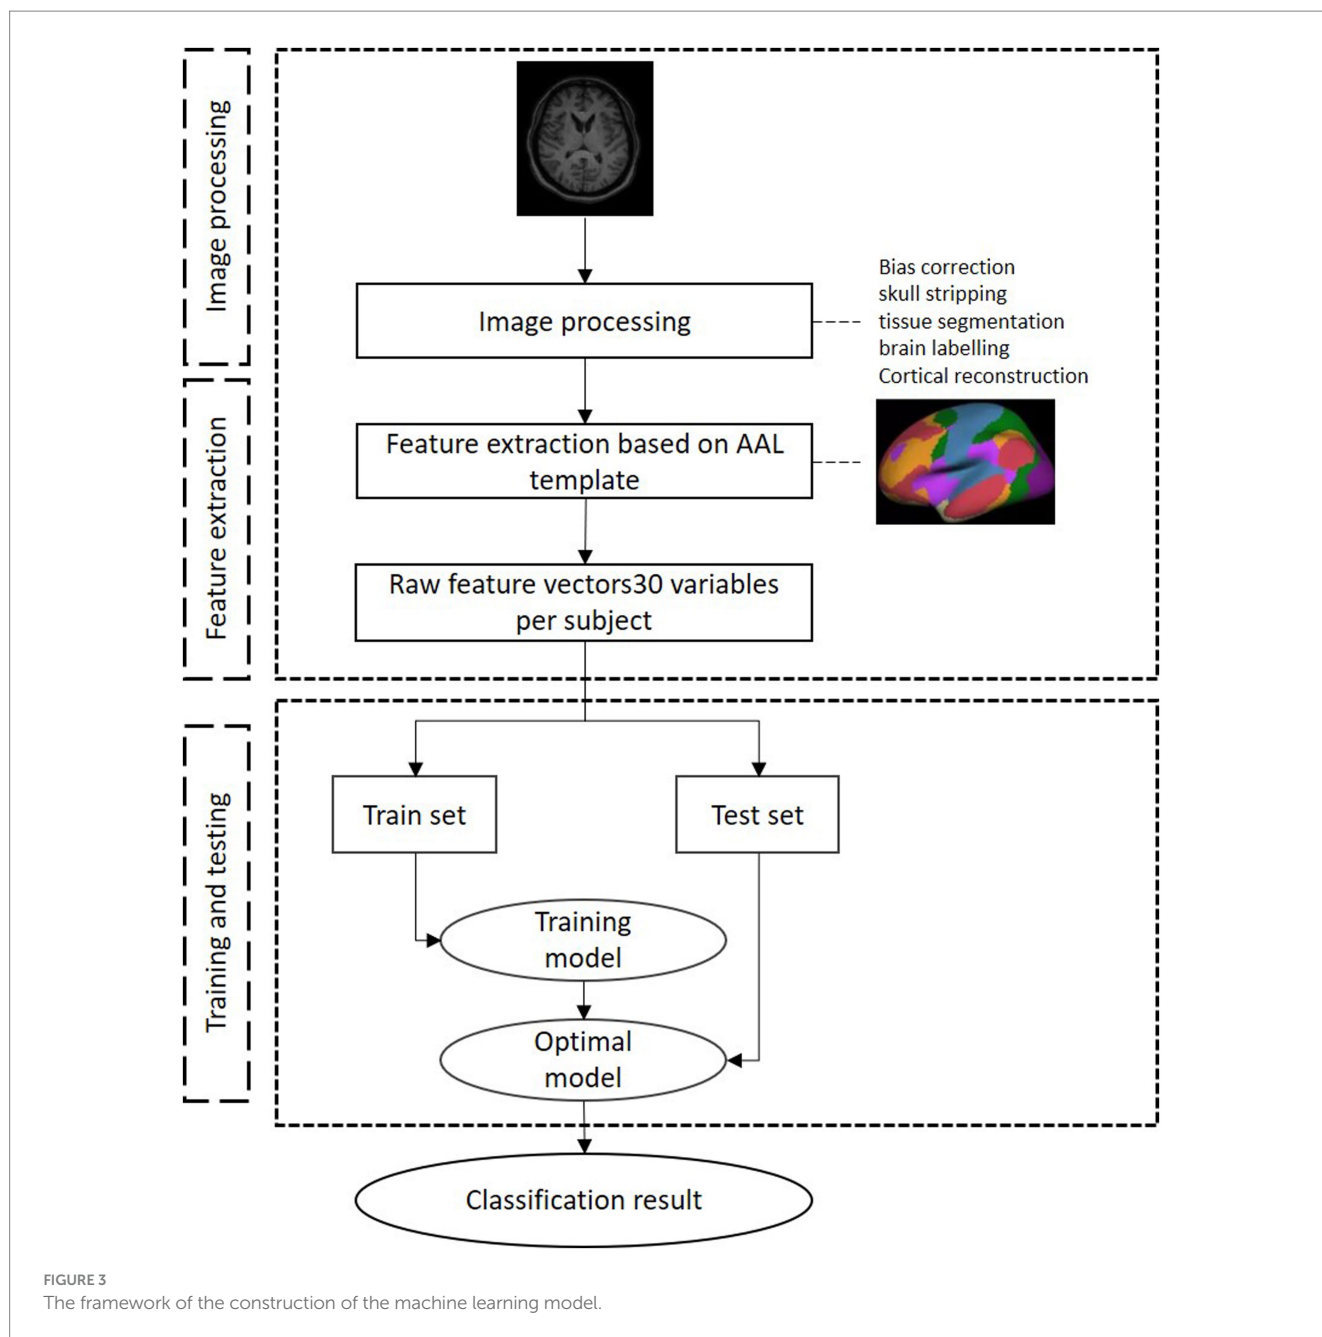 Image processing
Image processing
Bias correction
skull stripping
tissue segmentation
brain labelling
Cortical reconstruction
Feature extraction
Feature extraction based on AAL
template
Raw feature vectors30 variables
per subject
Training and testing
Train set
Test set
Training
model
Optimal
model
Classification result
FIGURE 3
The framework of the construction of the machine learning model.